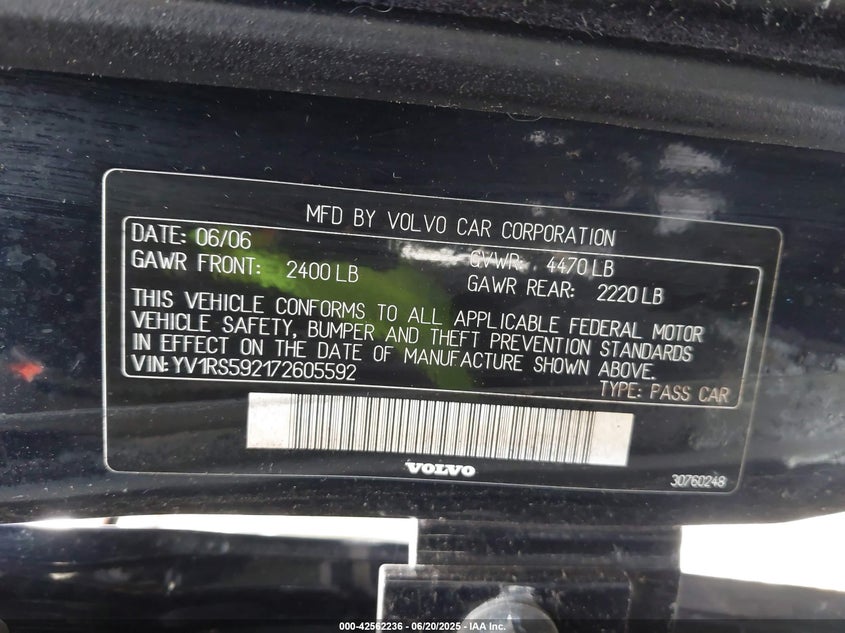 MFD BY VOLVO CAR CORPORATION
DATE: 06/06 GVWR: 4470 LB
GAWR FRONT: 2400 LB GAWR REAR: 2220 LB
THIS VEHICLE CONFORMS TO ALL APPLICABLE FEDERAL MOTOR
VEHICLE SAFETY, BUMPER AND THEFT PREVENTION STANDARDS
IN EFFECT ON THE DATE OF MANUFACTURE SHOWN ABOVE.
VIN: YV1RS592172605592
TYPE: PASS CAR
VOLVO
30760248
000-42562236 - 06/20/2025 - IAA Inc.